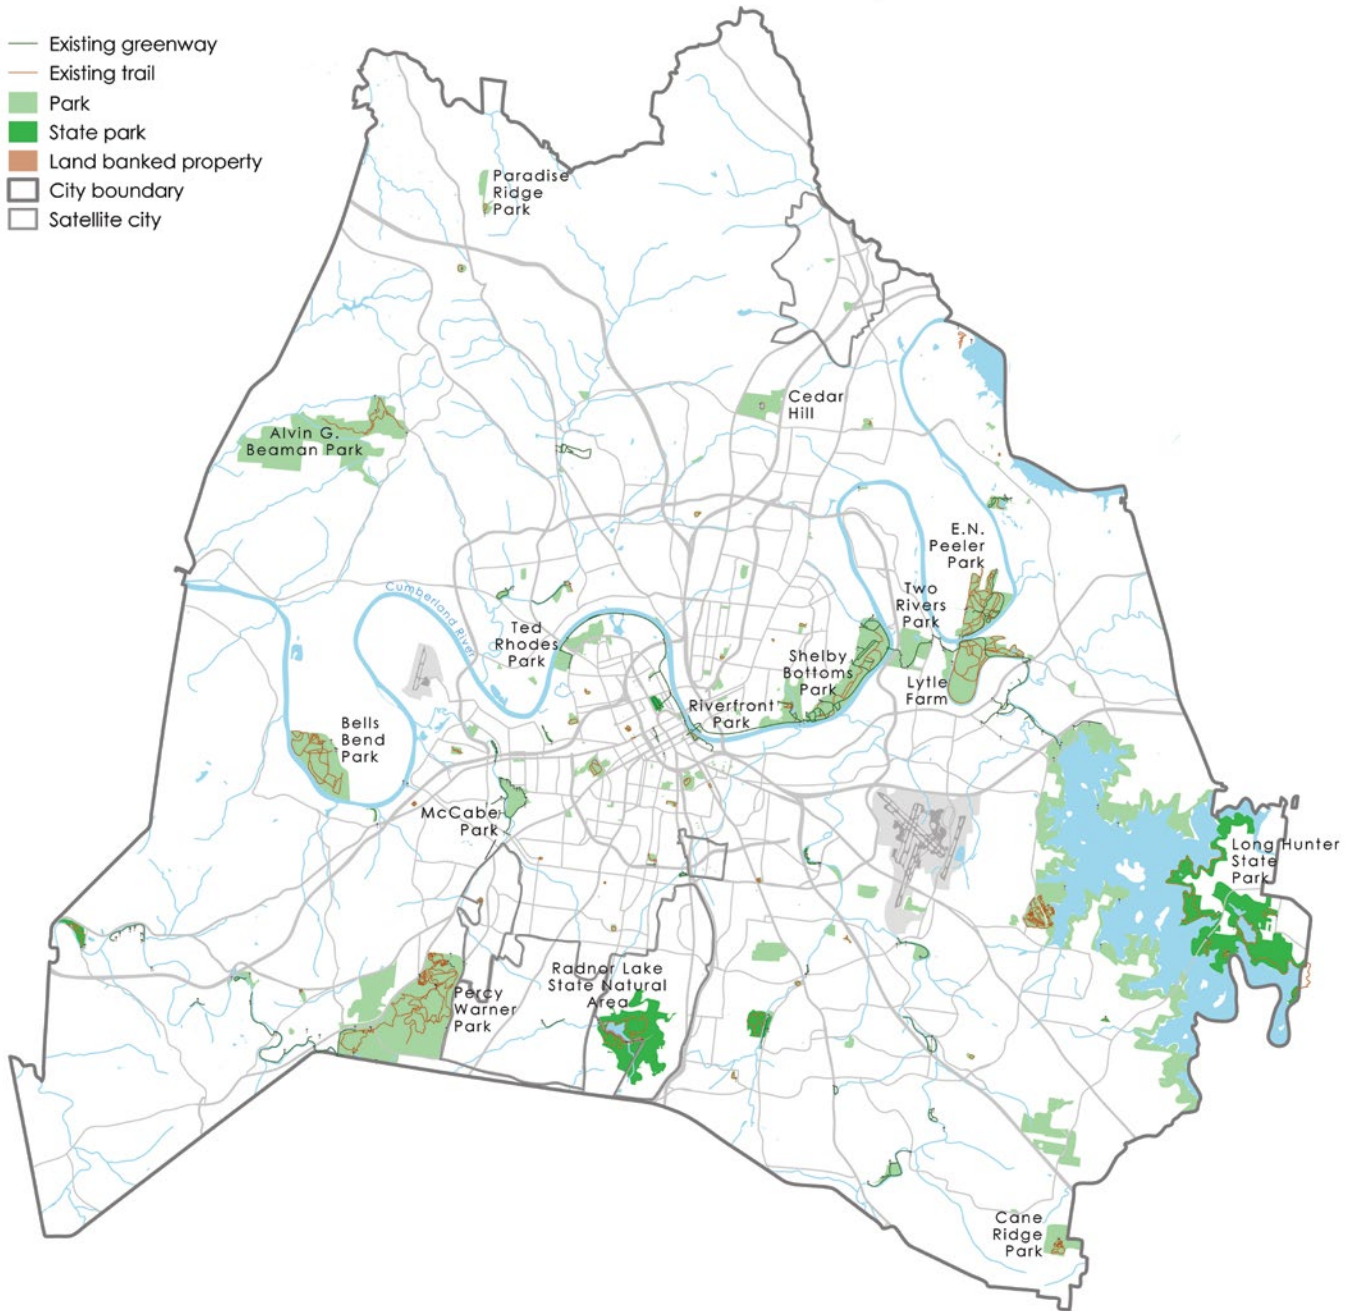 Existing greenway
Existing trail
Park
State park
Land banked property
City boundary
Satellite city
Paradise
Ridge
Park
Cedar
Hill
Alvin G.
Beaman Park
E.N.
Peeler
Park
Two
Rivers
Park
Cumberland River
Ted
Rhodes
Park
Shelby
Bottoms
Park
Lytle
Farm
Riverfront
Park
Bells
Bend
Park
McCabe
Park
Long Hunter
State
Park
Radnor Lake
State Natural
Area
Percy
Warner
Park
Cane
Ridge
Park